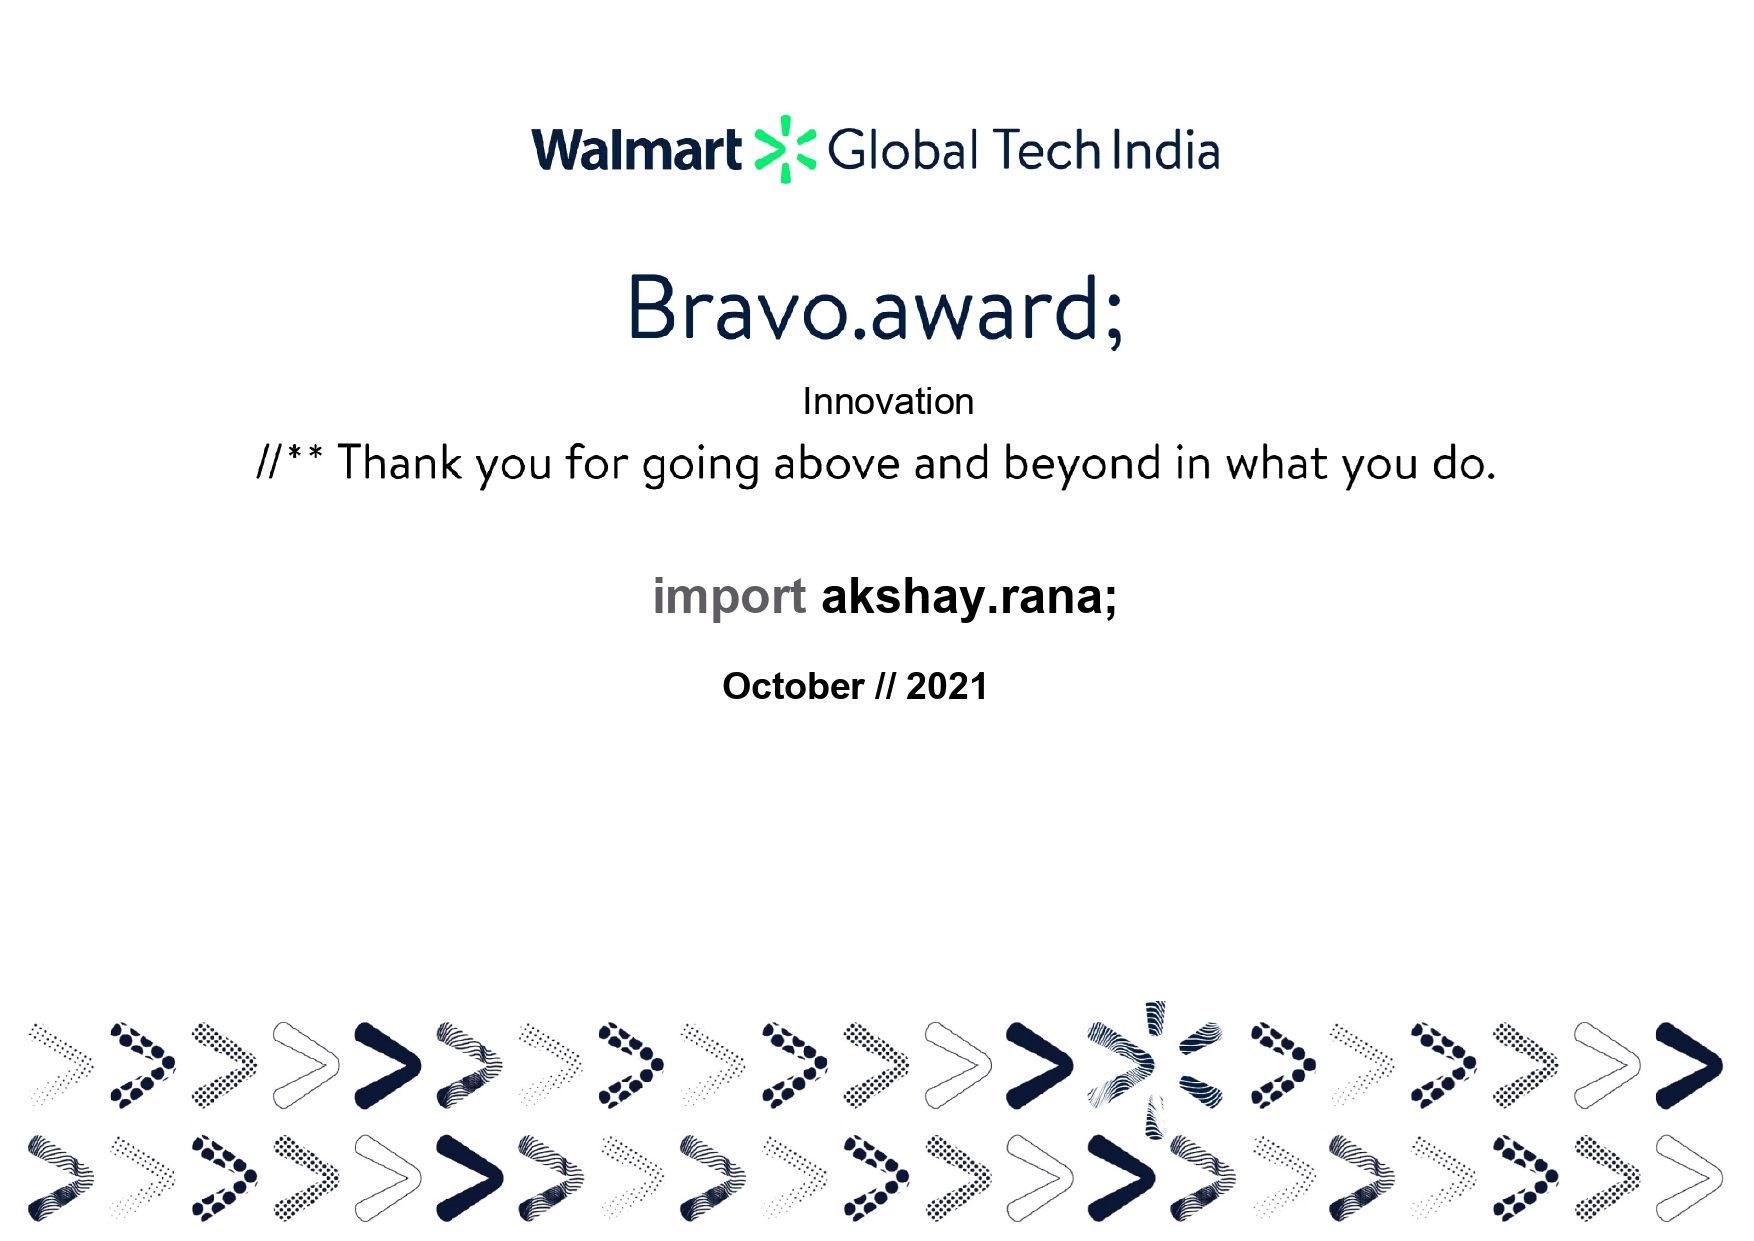 Walmart Global Tech India
Bravo.award;
Innovation
//** Thank you for going above and beyond in what you do.
import akshay.rana;
October // 2021